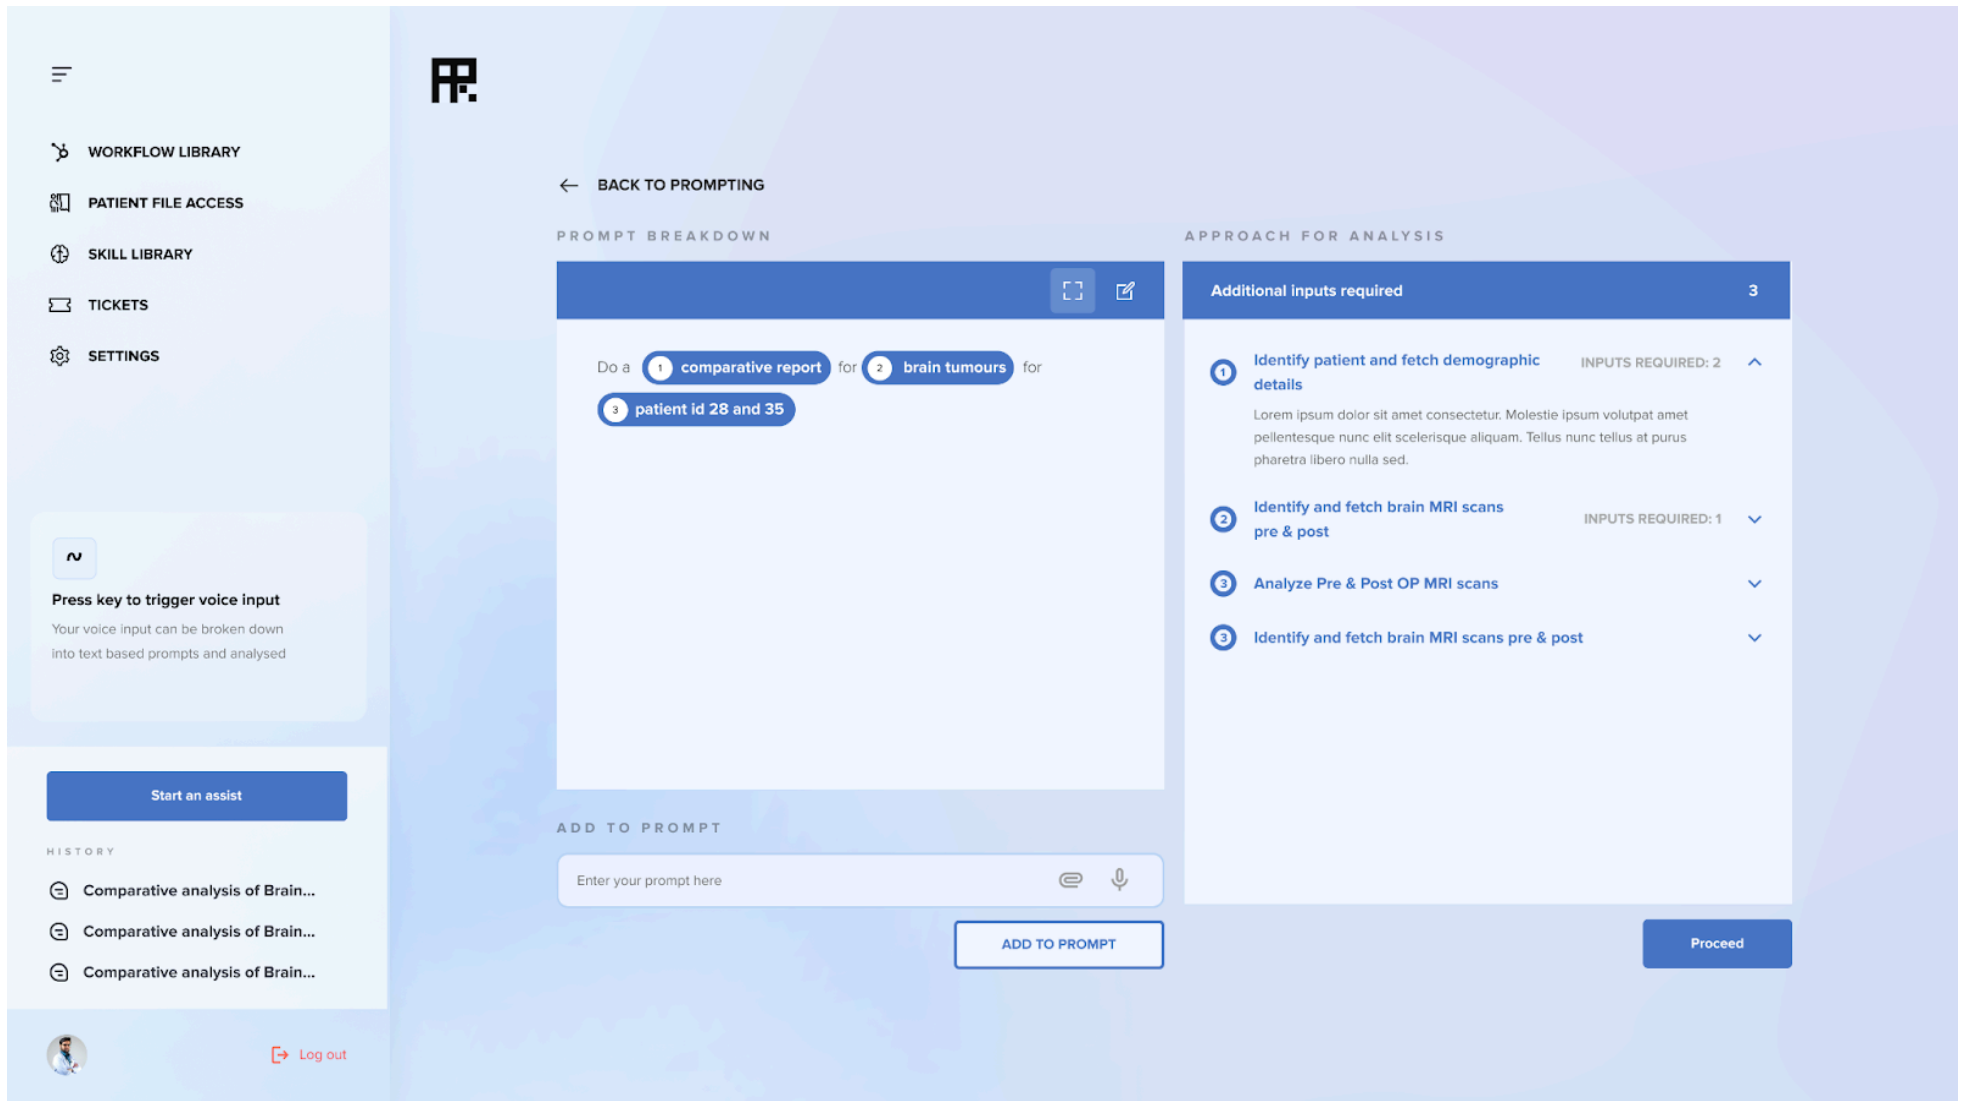 WORKFLOW LIBRARY
PATIENT FILE ACCESS
SKILL LIBRARY
TICKETS
SETTINGS
~
Press key to trigger voice input
Your voice input can be broken down
into text based prompts and analysed
Start an assist
HISTORY
Comparative analysis of Brain...
Comparative analysis of Brain...
Comparative analysis of Brain...
Log out
BACK TO PROMPTING
PROMPT BREAKDOWN
Do a 1 comparative report for 2 brain tumours for
3 patient id 28 and 35
ADD TO PROMPT
Enter your prompt here
ADD TO PROMPT
APPROACH FOR ANALYSIS
Additional inputs required 3
1 Identify patient and fetch demographic INPUTS REQUIRED: 2
details
Lorem ipsum dolor sit amet consectetur. Molestie ipsum volutpat amet
pellentesque nunc elit scelerisque aliquam. Tellus nunc tellus at purus
pharetra libero nulla sed.
2 Identify and fetch brain MRI scans INPUTS REQUIRED: 1
pre & post
3 Analyze Pre & Post OP MRI scans
3 Identify and fetch brain MRI scans pre & post
Proceed